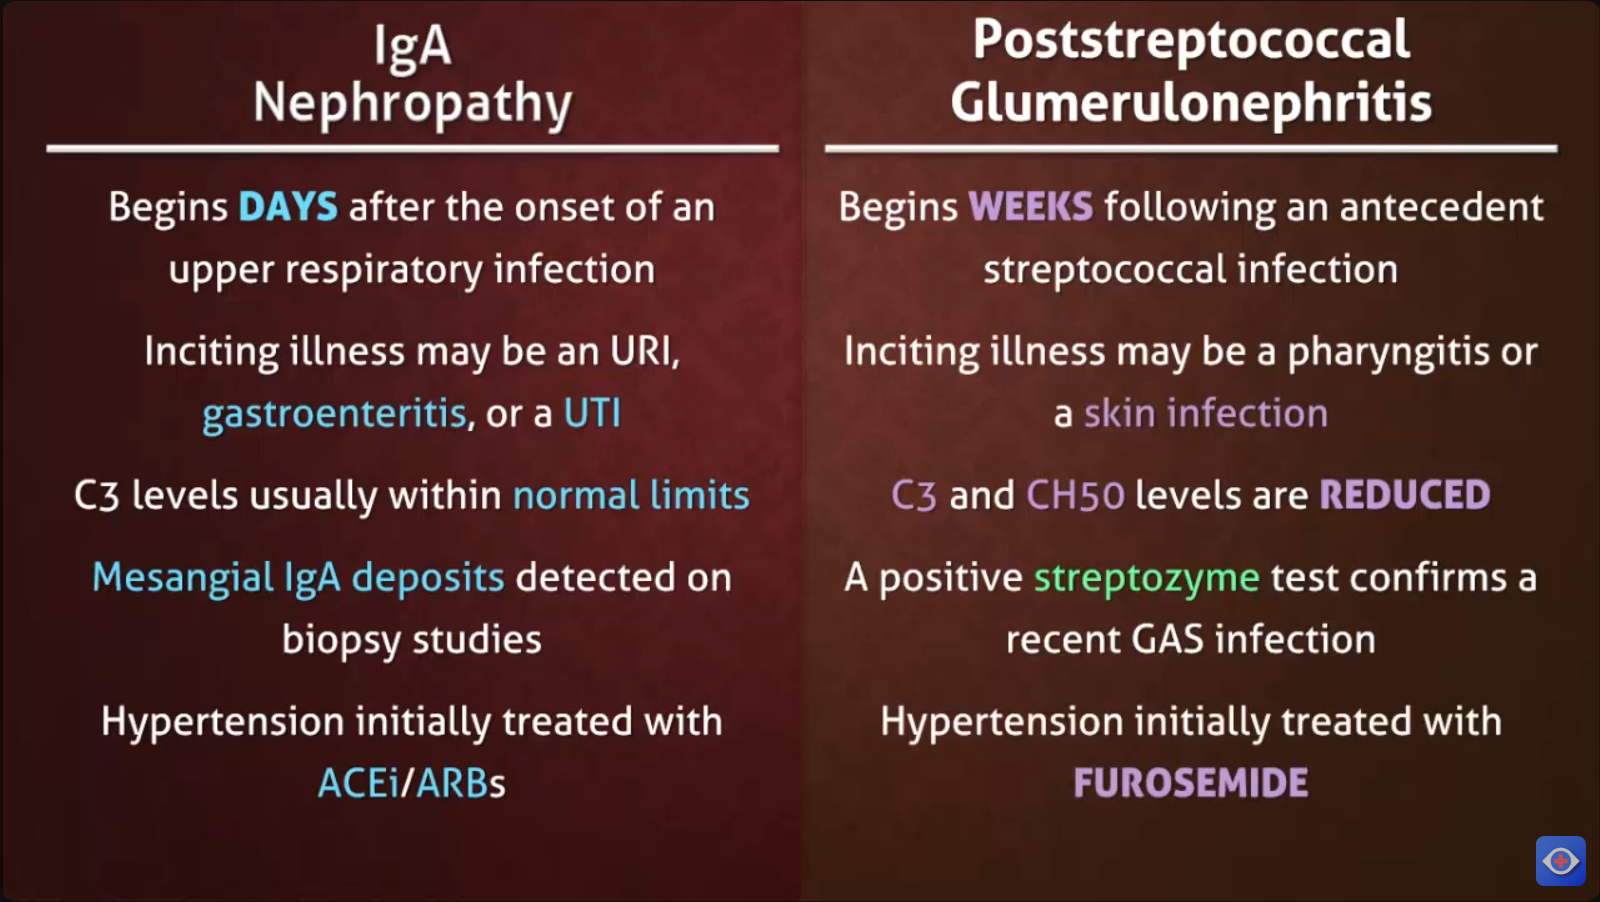 IgA
Nephropathy
Begins DAYS after the onset of an
upper respiratory infection
Inciting illness may be an URI,
gastroenteritis, or a UTI
C3 levels usually within normal limits
Mesangial IgA deposits detected on
biopsy studies
Hypertension initially treated with
ACEi/ARBs
Poststreptococcal
Glumerulonephritis
Begins WEEKS following an antecedent
streptococcal infection
Inciting illness may be a pharyngitis or
a skin infection
C3 and CH50 levels are REDUCED
A positive streptozyme test confirms a
recent GAS infection
Hypertension initially treated with
FUROSEMIDE